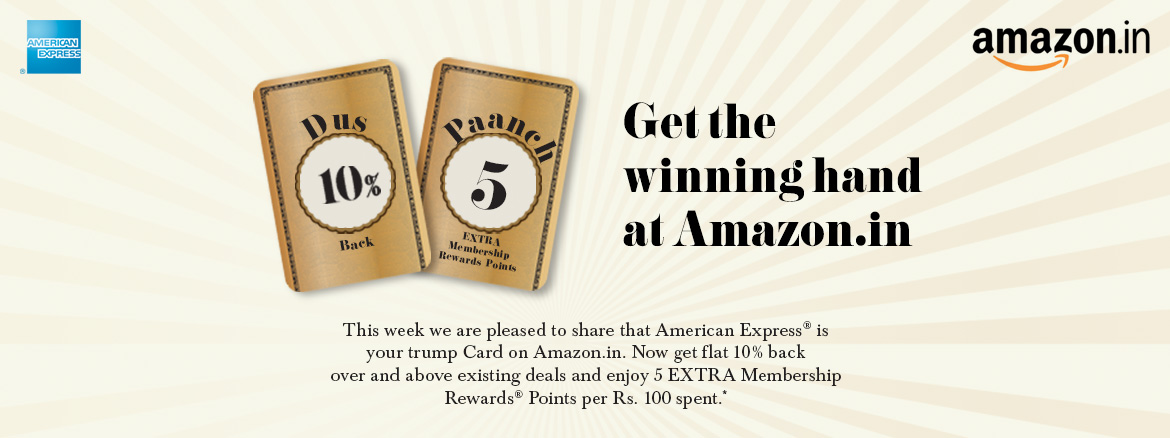 AMERICAN
EXPRESS
®
amazon.in
Dus
10%
Back
Paanch
5
EXTRA
Membership
Rewards Points
Get the
winning hand
at Amazon.in
This week we are pleased to share that American Express® is
your trump Card on Amazon.in. Now get flat 10% back
over and above existing deals and enjoy 5 EXTRA Membership
Rewards® Points per Rs. 100 spent.*